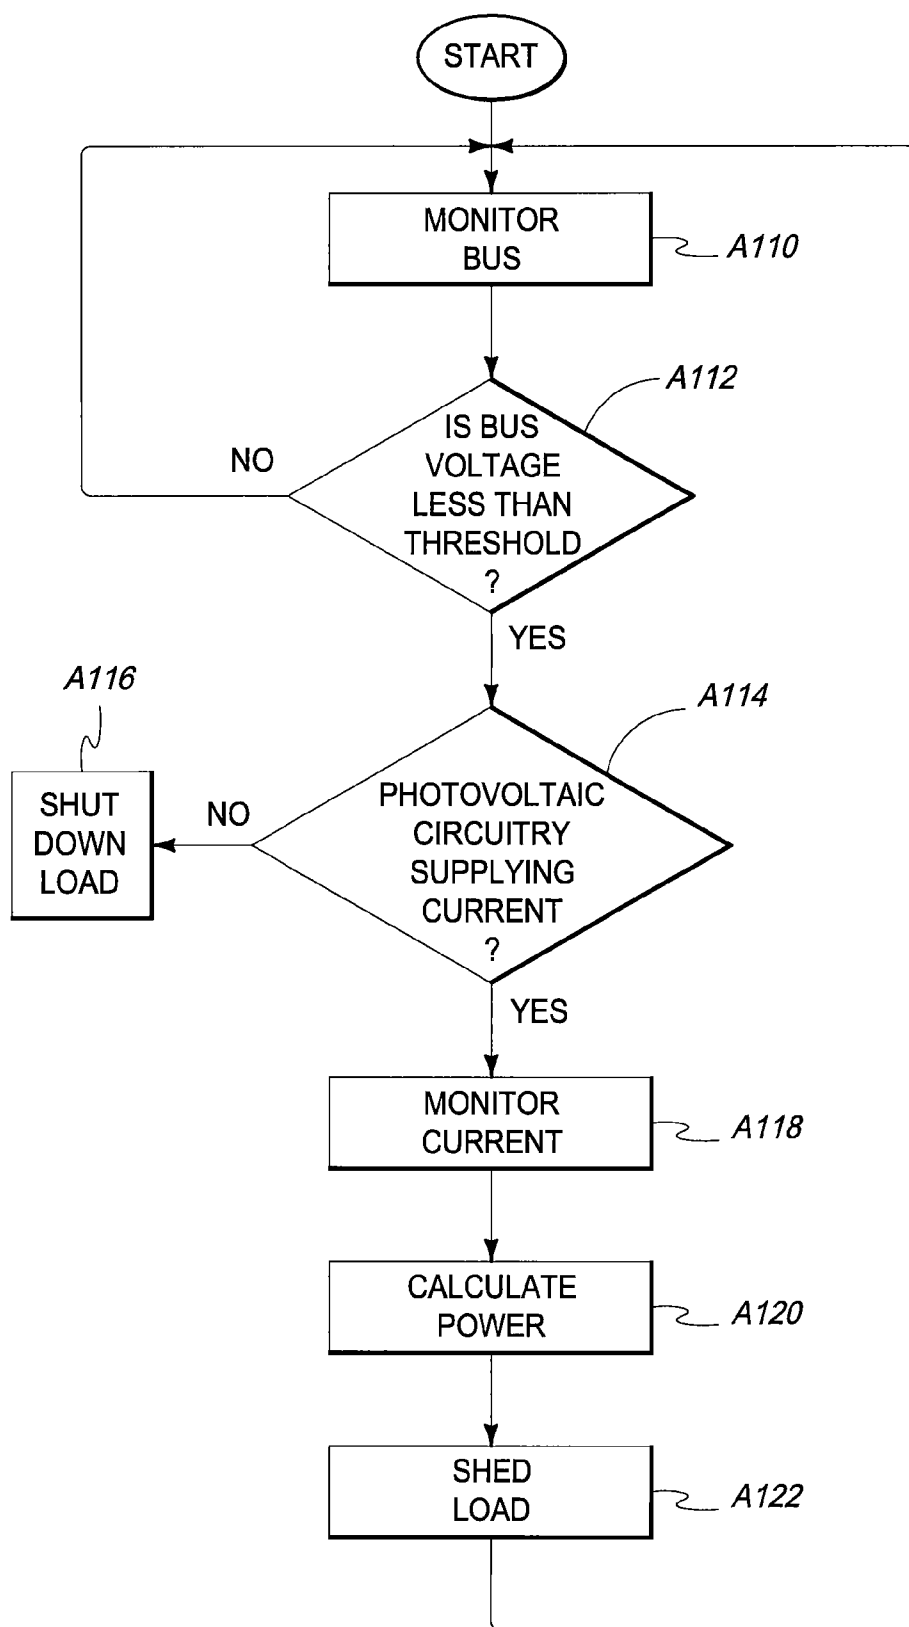 START
MONITOR
BUS
A110
A112
IS BUS
VOLTAGE
LESS THAN
THRESHOLD
?
NO
YES
A116
A114
SHUT
DOWN
LOAD
NO
PHOTOVOLTAIC
CIRCUITRY
SUPPLYING
CURRENT
?
YES
MONITOR
CURRENT
A118
CALCULATE
POWER
A120
SHED
LOAD
A122